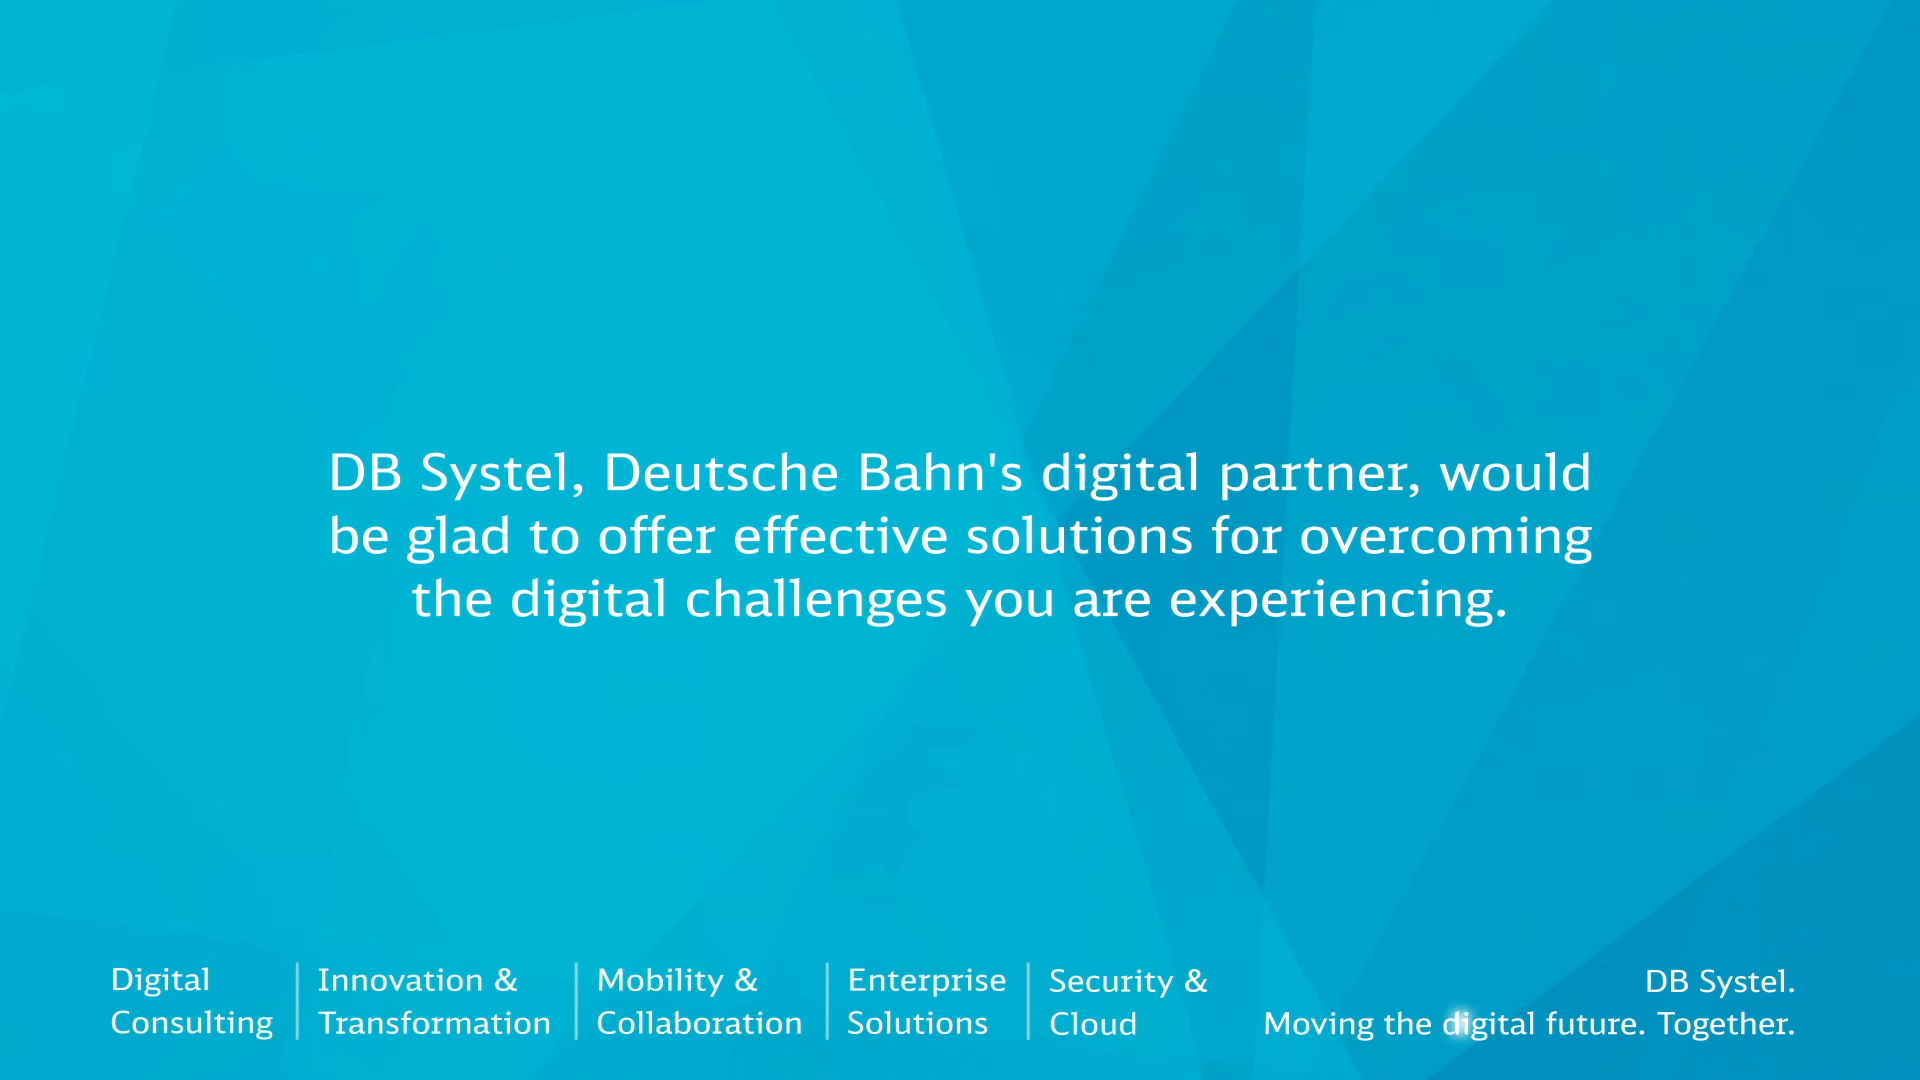 DB Systel, Deutsche Bahn's digital partner, would
be glad to offer effective solutions for overcoming
the digital challenges you are experiencing.
Digital
Consulting
Innovation &
Transformation
Mobility &
Collaboration
Enterprise
Solutions
Security &
Cloud
DB Systel.
Moving the digital future. Together.